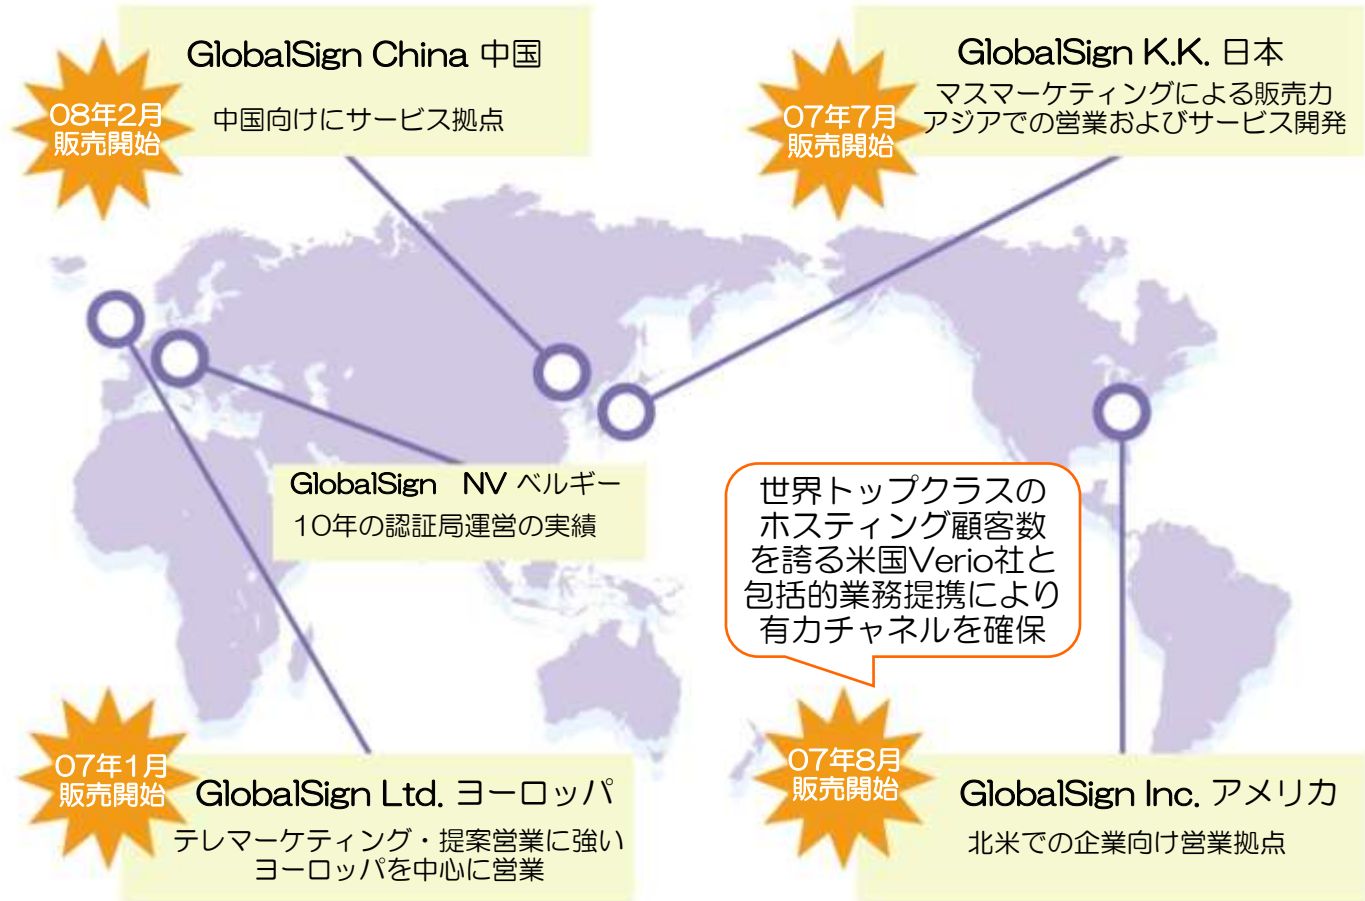 GlobalSign China 中国
08年2月
販売開始
中国向けにサービス拠点
GlobalSign K.K. 日本
07年7月
販売開始
マスマーケティングによる販売力
アジアでの営業およびサービス開発
GlobalSign　NV ベルギー
10年の認証局運営の実績
世界トップクラスの
ホスティング顧客数
を誇る米国Verio社と
包括的業務提携により
有力チャネルを確保
07年1月
販売開始
GlobalSign Ltd. ヨーロッパ
テレマーケティング・提案営業に強い
ヨーロッパを中心に営業
07年8月
販売開始
GlobalSign Inc. アメリカ
北米での企業向け営業拠点